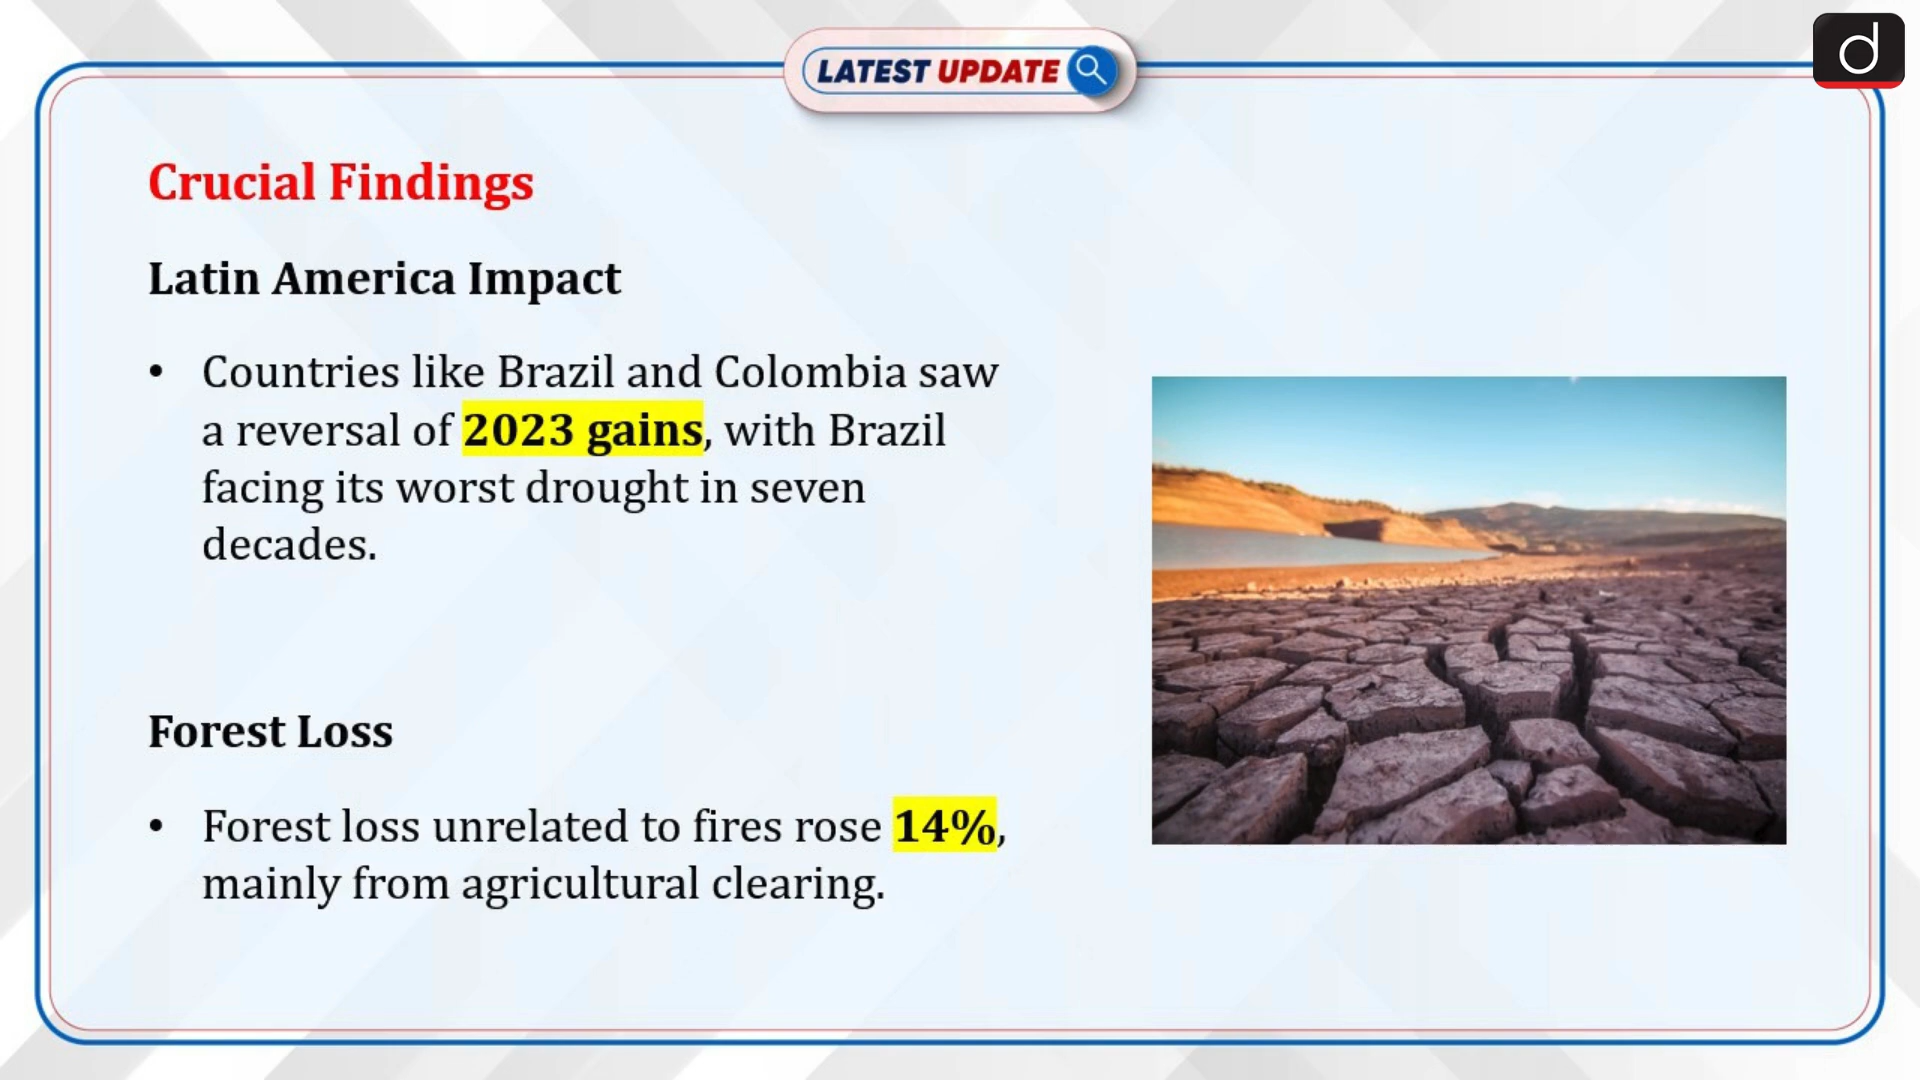 LATEST UPDATE
d
Crucial Findings
Latin America Impact
• Countries like Brazil and Colombia saw
a reversal of 2023 gains, with Brazil
facing its worst drought in seven
decades.
Forest Loss
• Forest loss unrelated to fires rose 14%,
mainly from agricultural clearing.